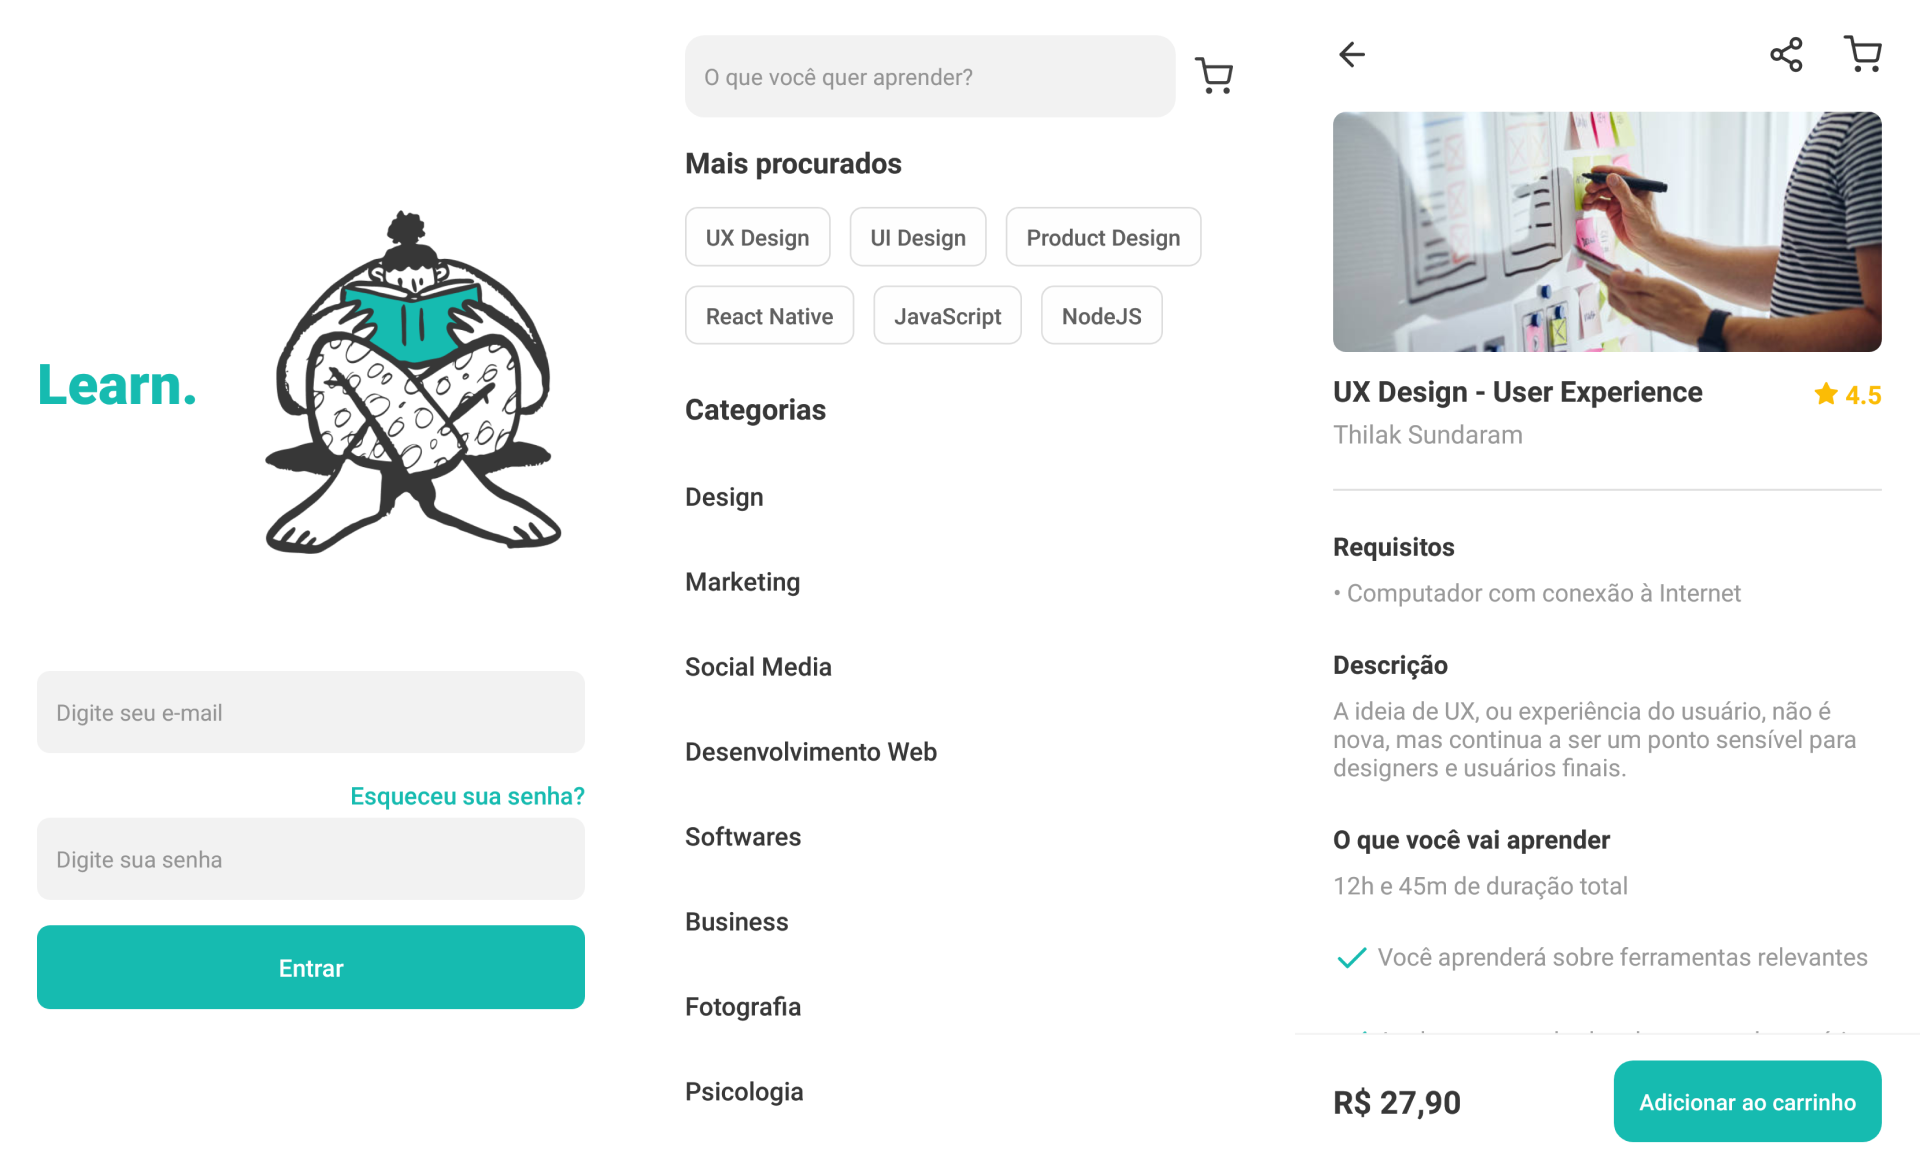 Learn.
Digite seu e-mail
Esqueceu sua senha?
Digite sua senha
Entrar
O que você quer aprender?
Mais procurados
UX Design
UI Design
Product Design
React Native
JavaScript
NodeJS
Categorias
Design
Marketing
Social Media
Desenvolvimento Web
Softwares
Business
Fotografia
Psicologia
UX Design - User Experience
4.5
Thilak Sundaram
Requisitos
• Computador com conexão à Internet
Descrição
A ideia de UX, ou experiência do usuário, não é
nova, mas continua a ser um ponto sensível para
designers e usuários finais.
O que você vai aprender
12h e 45m de duração total
Você aprenderá sobre ferramentas relevantes
R$ 27,90
Adicionar ao carrinho